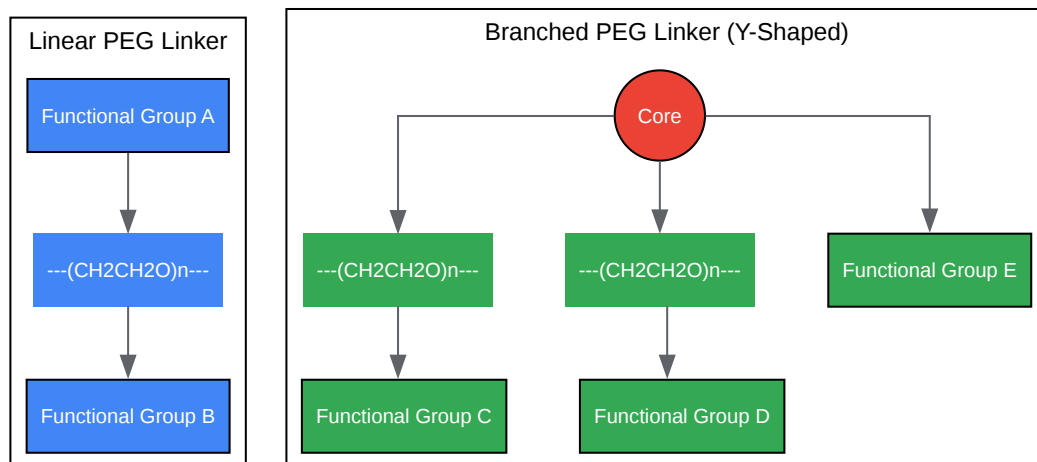 Linear PEG Linker
Functional Group A
---(CH2CH2O)n---
Functional Group B
Branched PEG Linker (Y-Shaped)
Core
---(CH2CH2O)n---
---(CH2CH2O)n---
Functional Group E
Functional Group C
Functional Group D